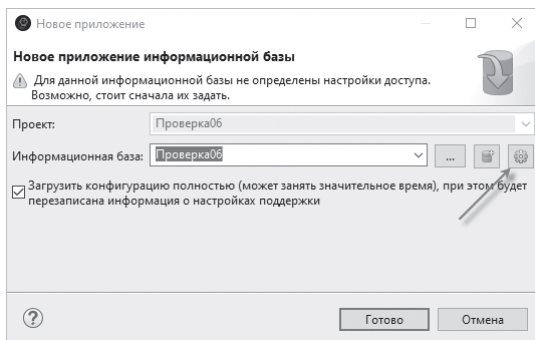 Новое приложение
Новое приложение информационной базы
Для данной информационной базы не определены настройки доступа.
Возможно, стоит сначала их задать.
Проект:
Проверка06
Информационная база:
Проверка06
...
Загрузить конфигурацию полностью (может занять значительное время), при этом будет
перезаписана информация о настройках поддержки
?
Готово
Отмена